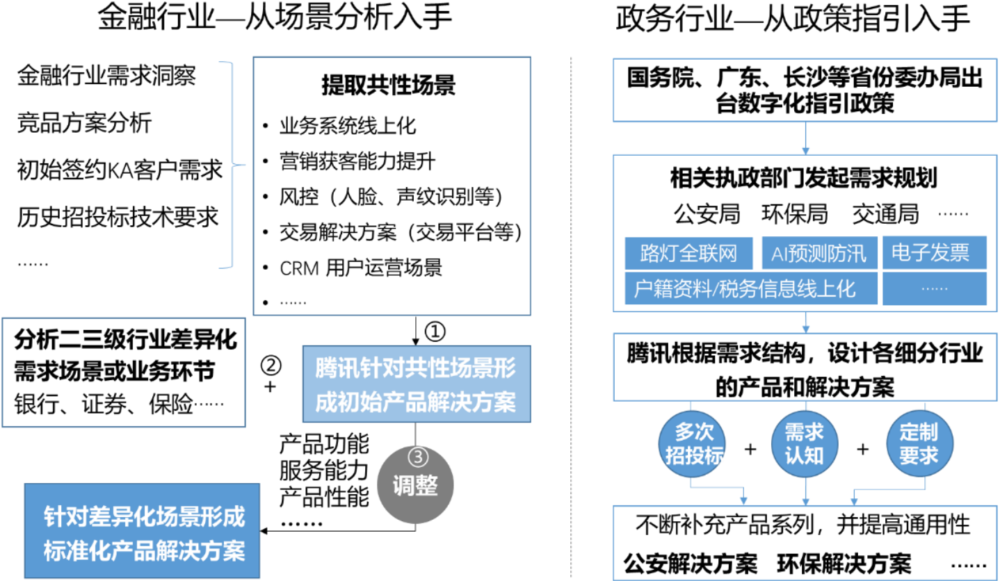 金融行业—从场景分析入手
金融行业需求洞察
竞品方案分析
初始签约KA客户需求
历史招投标技术要求
……
提取共性场景
• 业务系统线上化
• 营销获客能力提升
• 风控（人脸、声纹识别等）
• 交易解决方案（交易平台等）
• CRM 用户运营场景
• ……
①
分析二三级行业差异化
需求场景或业务环节
银行、证券、保险……
②
+
腾讯针对共性场景形
成初始产品解决方案
产品功能
服务能力
产品性能
……
③
调整
针对差异化场景形成
标准化产品解决方案
政务行业—从政策指引入手
国务院、广东、长沙等省份委办局出
台数字化指引政策
相关执政部门发起需求规划
公安局 环保局 交通局 ……
路灯全联网 AI预测防汛 电子发票
户籍资料/税务信息线上化 ……
腾讯根据需求结构，设计各细分行业
的产品和解决方案
多次
招投标
+
需求
认知
+
定制
要求
不断补充产品系列，并提高通用性
公安解决方案 环保解决方案 ……